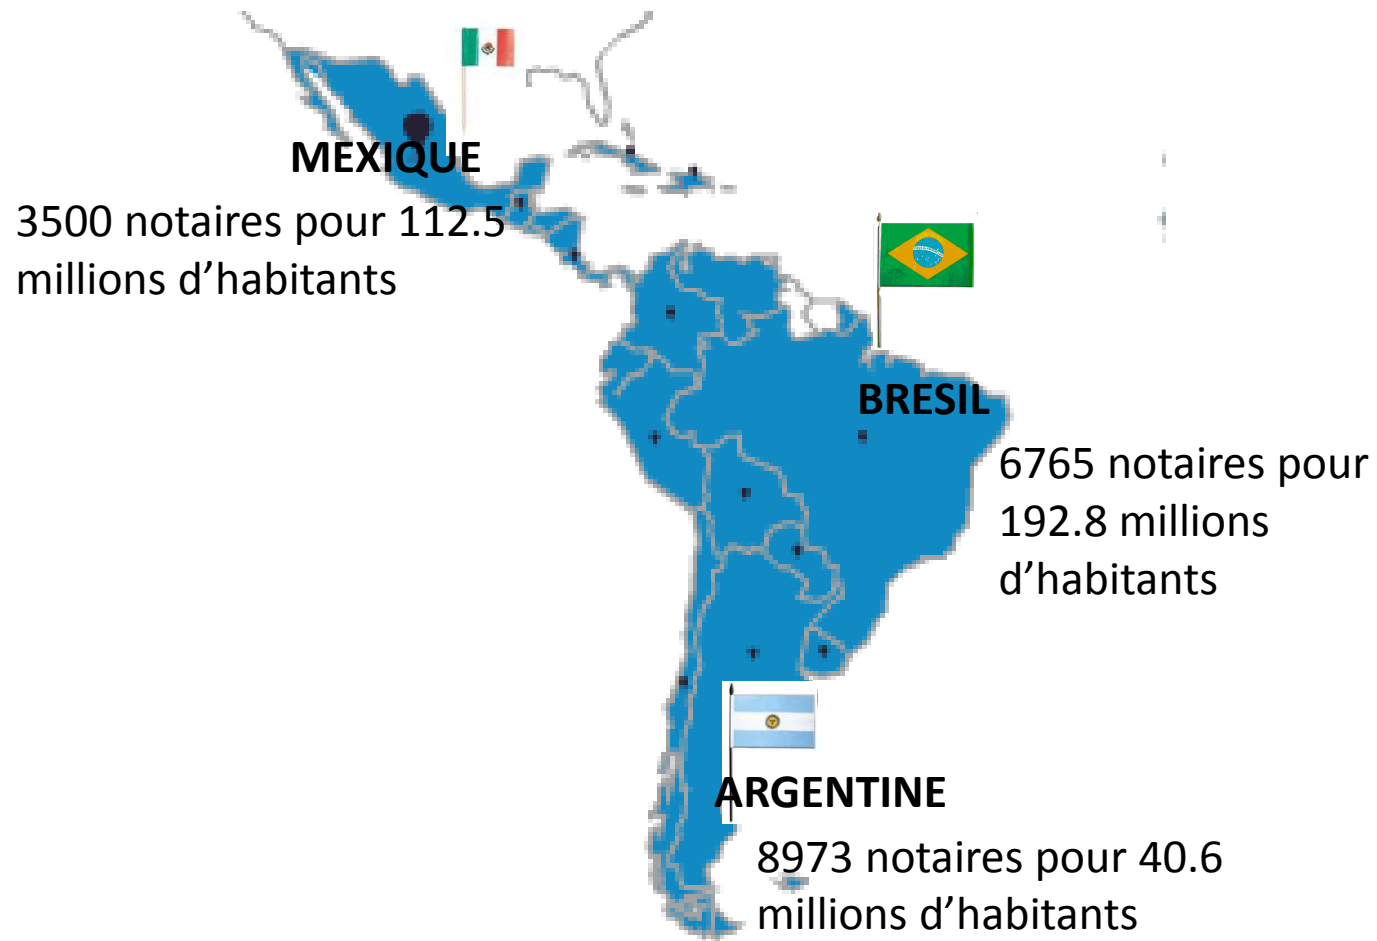 MEXIQUE
3500 notaires pour 112.5
millions d’habitants
BRESIL
6765 notaires pour
192.8 millions
d’habitants
ARGENTINE
8973 notaires pour 40.6
millions d’habitants